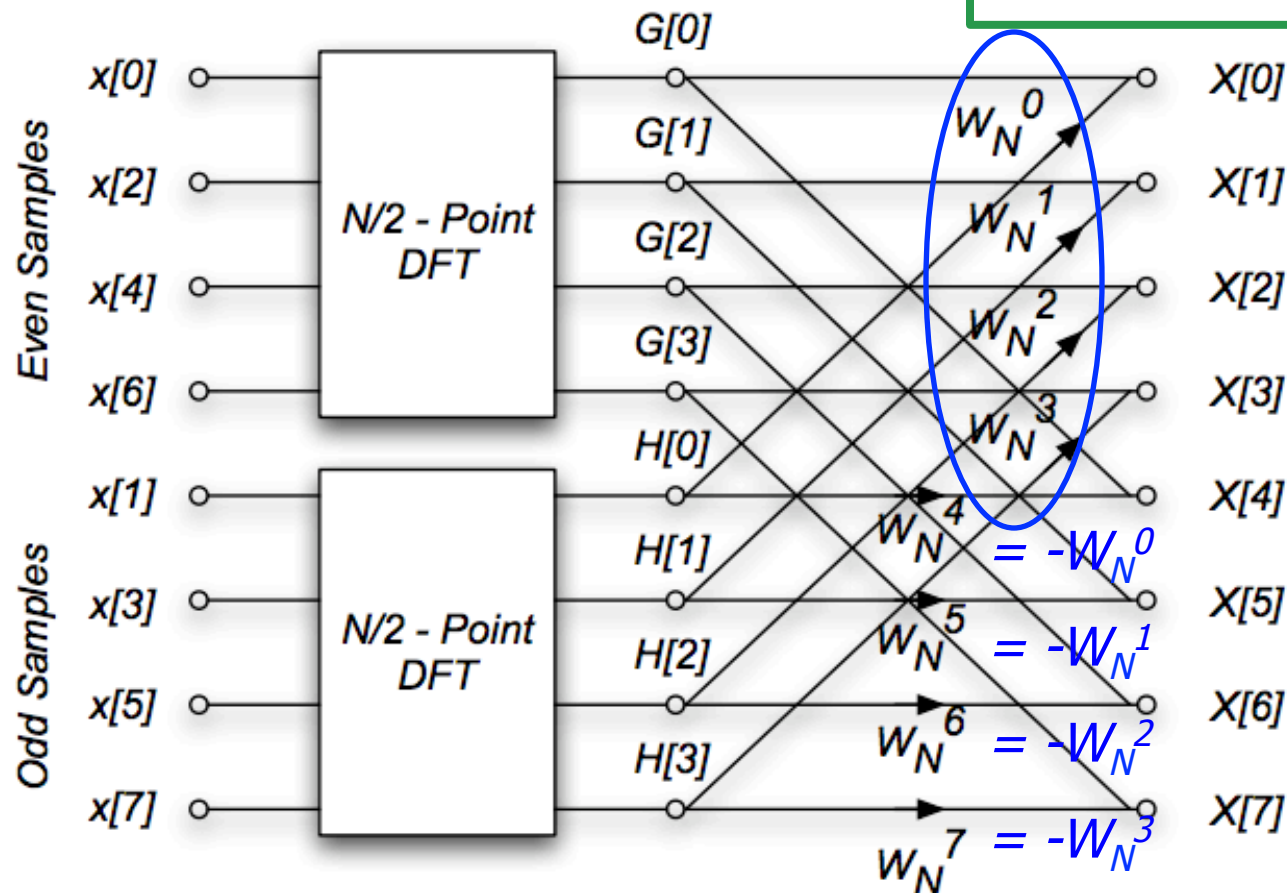 Even Samples
Odd Samples
x[0]
x[2]
x[4]
x[6]
x[1]
x[3]
x[5]
x[7]
N/2 - Point
DFT
N/2 - Point
DFT
G[0]
G[1]
G[2]
G[3]
H[0]
H[1]
H[2]
H[3]
W_N^0
W_N^1
W_N^2
W_N^3
W_N^4 = -W_N^0
W_N^5 = -W_N^1
W_N^6 = -W_N^2
W_N^7 = -W_N^3
X[0]
X[1]
X[2]
X[3]
X[4]
X[5]
X[6]
X[7]